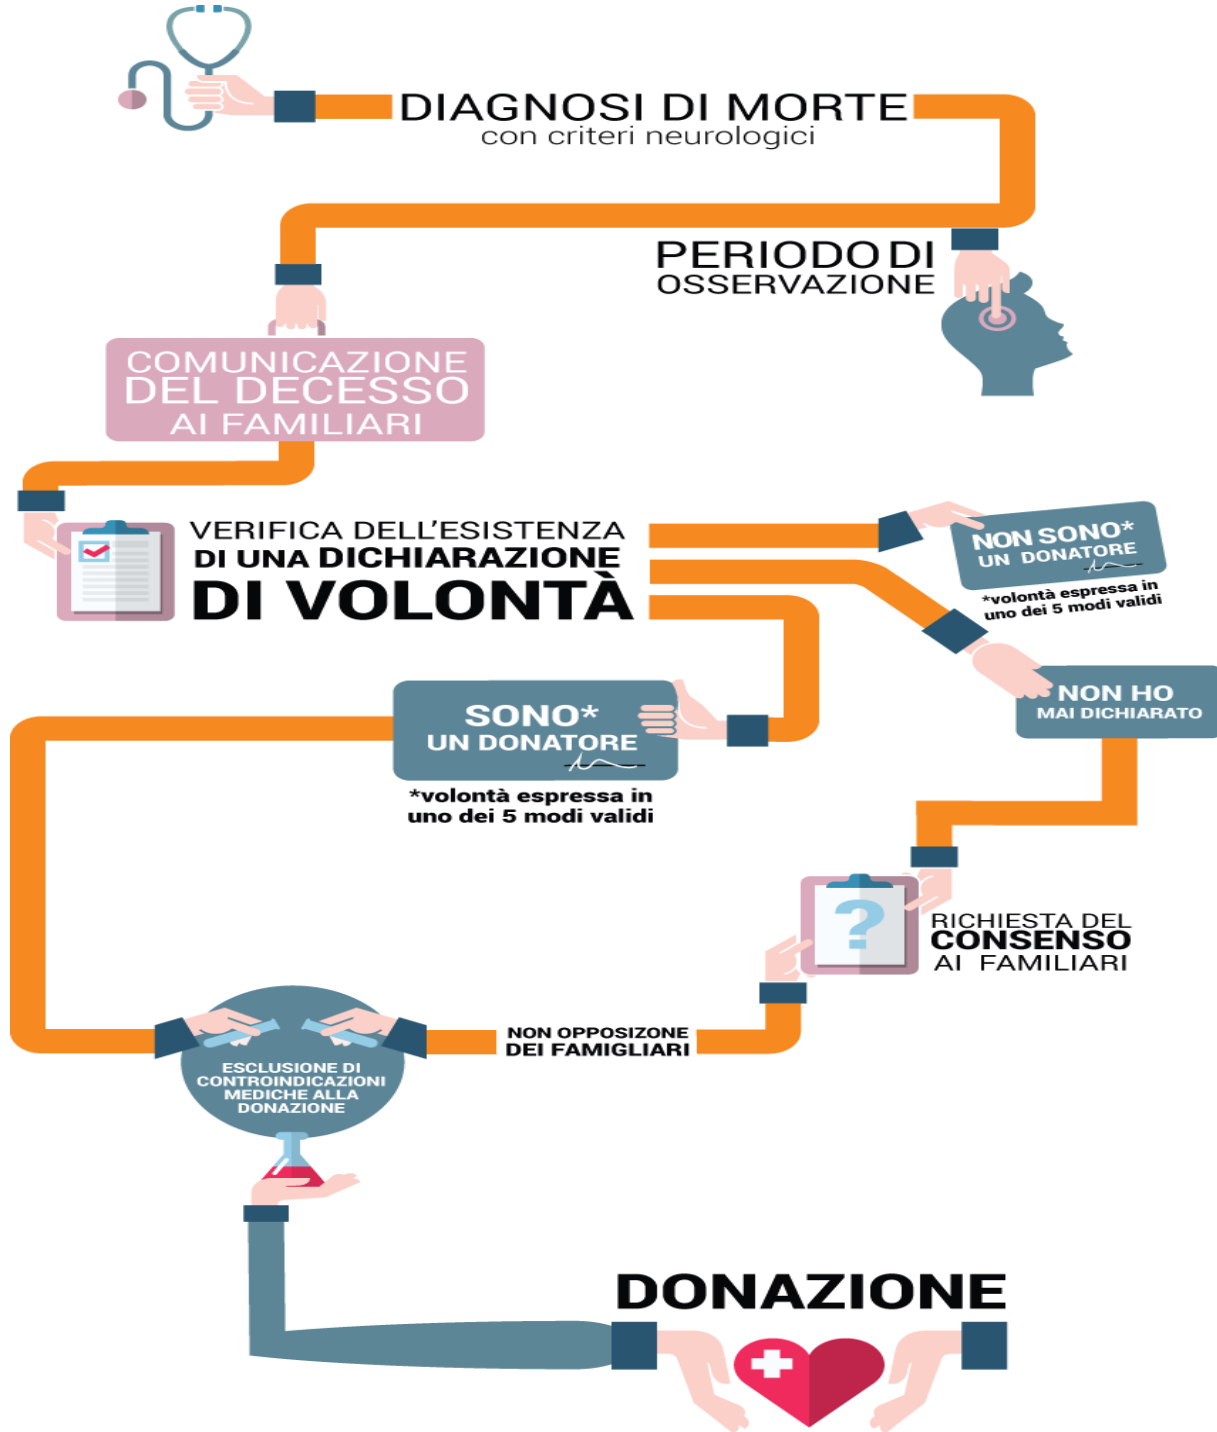 DIAGNOSI DI MORTE
con criteri neurologici
PERIODO DI
OSSERVAZIONE
COMUNICAZIONE
DEL DECESSO
AI FAMILIARI
VERIFICA DELL'ESISTENZA
DI UNA DICHIARAZIONE
DI VOLONTÀ
NON SONO*
UN DONATORE
*volontà espressa in
uno dei 5 modi validi
NON HO
MAI DICHIARATO
SONO*
UN DONATORE
*volontà espressa in
uno dei 5 modi validi
?
RICHIESTA DEL
CONSENSO
AI FAMILIARI
NON OPPOSIZONE
DEI FAMIGLIARI
ESCLUSIONE DI
CONTROINDICAZIONI
MEDICHE ALLA
DONAZIONE
DONAZIONE